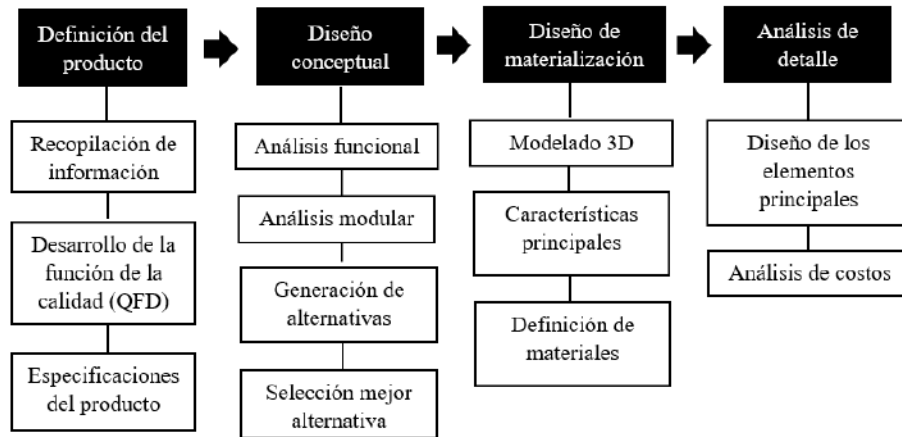 Definición del
producto
Diseño
conceptual
Diseño de
materialización
Análisis de
detalle
Recopilación de
información
Desarrollo de la
función de la
calidad (QFD)
Especificaciones
del producto
Análisis funcional
Análisis modular
Generación de
alternativas
Selección mejor
alternativa
Modelado 3D
Características
principales
Definición de
materiales
Diseño de los
elementos
principales
Análisis de costos